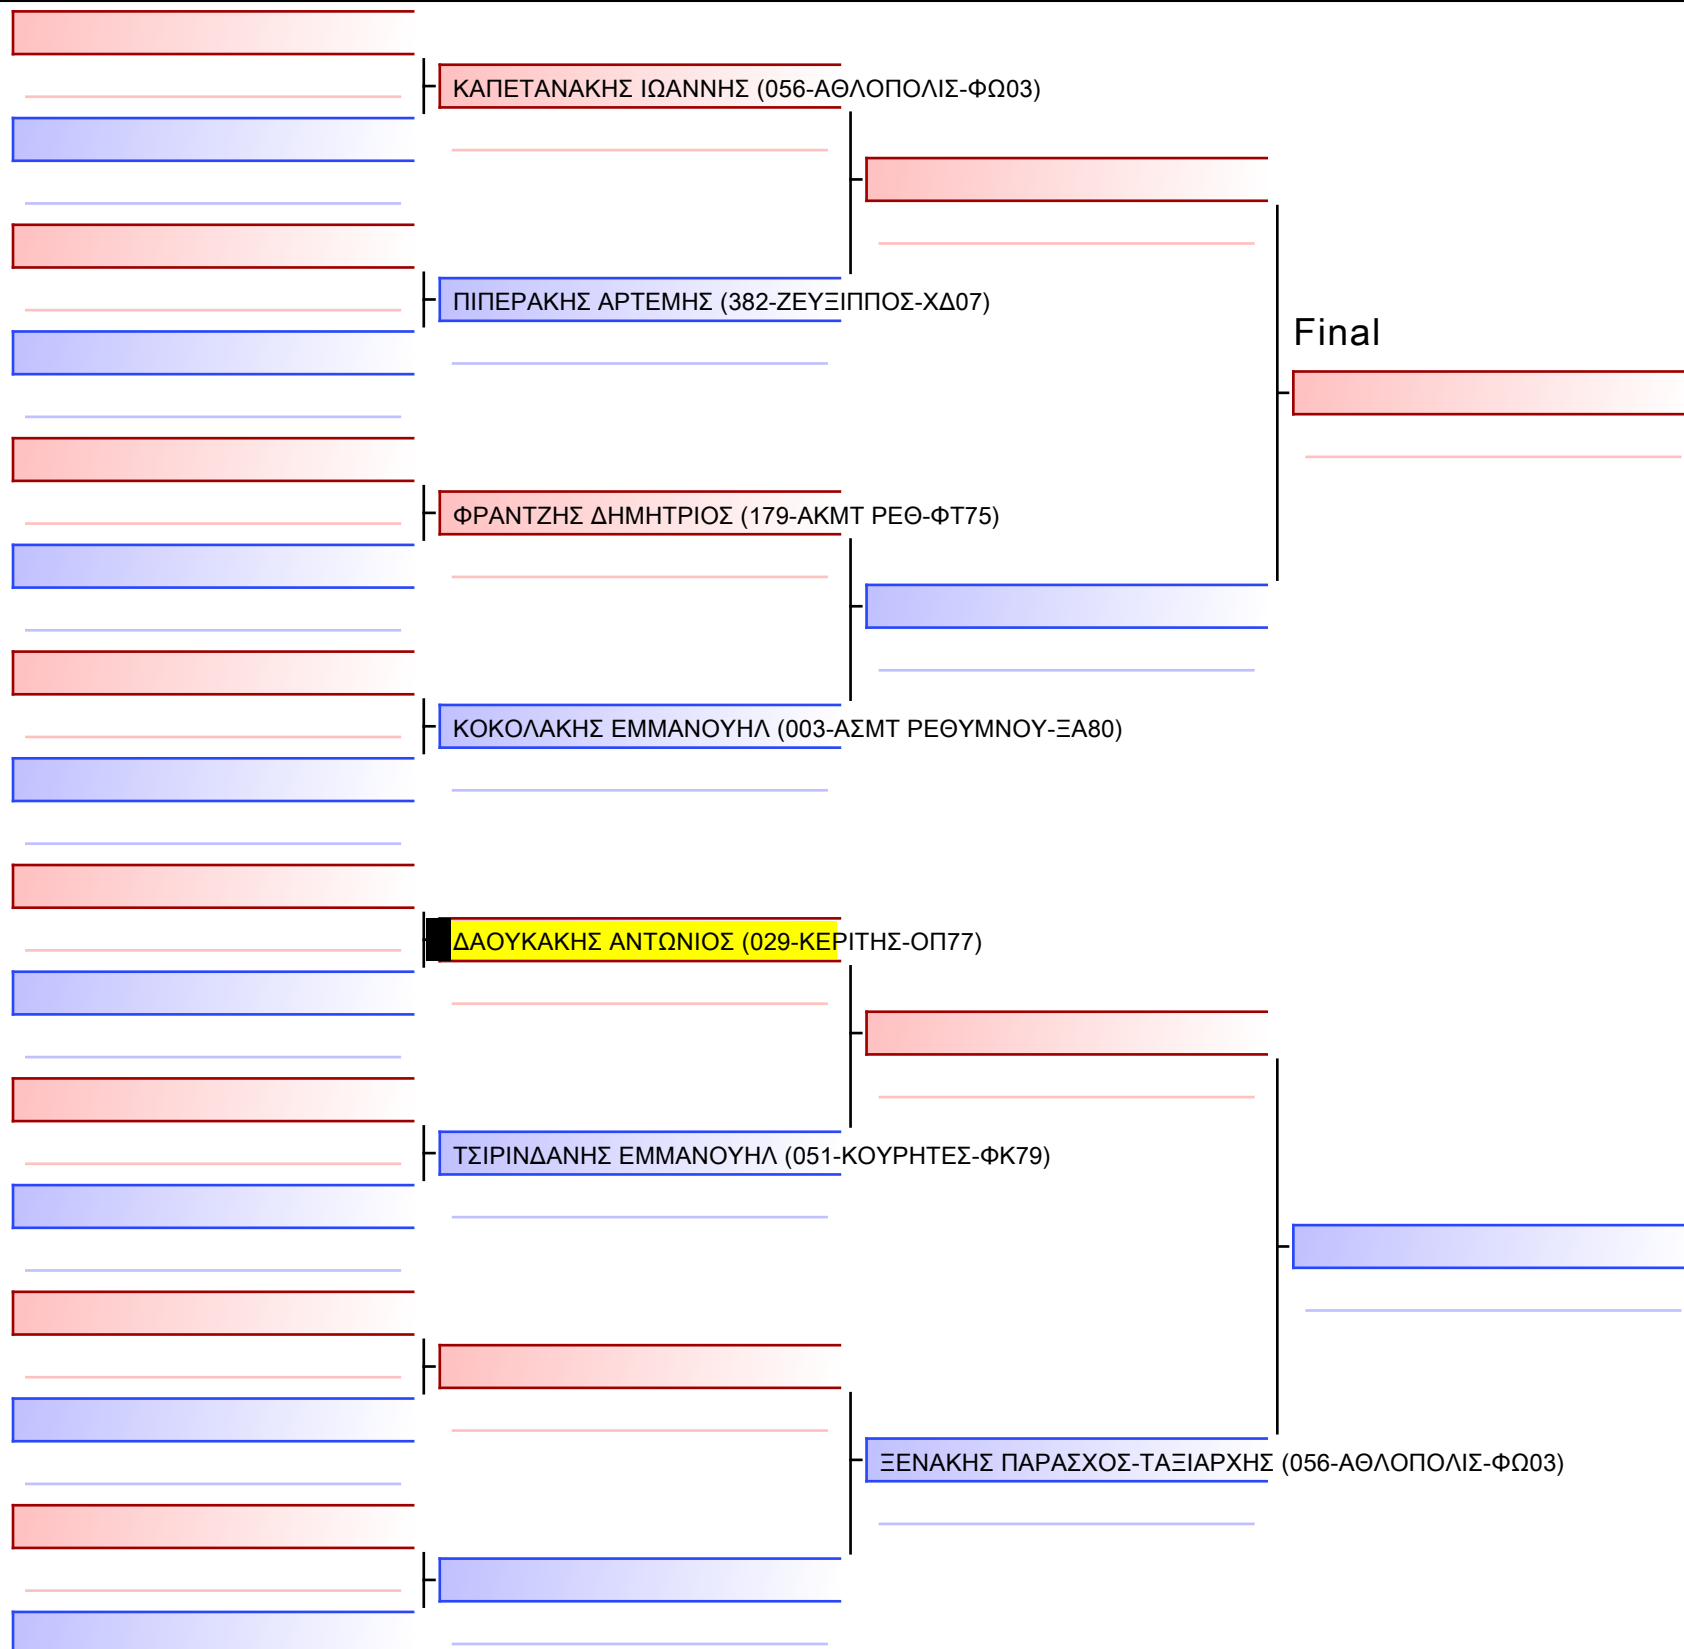 ΚΑΠΕΤΑΝΑΚΗΣ ΙΩΑΝΝΗΣ (056-ΑΘΛΟΠΟΛΙΣ-ΦΩ03)
ΠΙΠΕΡΑΚΗΣ ΑΡΤΕΜΗΣ (382-ΖΕΥΞΙΠΠΟΣ-ΧΔ07)
Final
ΦΡΑΝΤΖΗΣ ΔΗΜΗΤΡΙΟΣ (179-ΑΚΜΤ ΡΕΘ-ΦΤ75)
ΚΟΚΟΛΑΚΗΣ ΕΜΜΑΝΟΥΗΛ (003-ΑΣΜΤ ΡΕΘΥΜΝΟΥ-ΞΑ80)
ΔΑΟΥΚΑΚΗΣ ΑΝΤΩΝΙΟΣ (029-ΚΕΡΙΤΗΣ-ΟΠ77)
ΤΣΙΡΙΝΔΑΝΗΣ ΕΜΜΑΝΟΥΗΛ (051-ΚΟΥΡΗΤΕΣ-ΦΚ79)
ΞΕΝΑΚΗΣ ΠΑΡΑΣΧΟΣ-ΤΑΞΙΑΡΧΗΣ (056-ΑΘΛΟΠΟΛΙΣ-ΦΩ03)